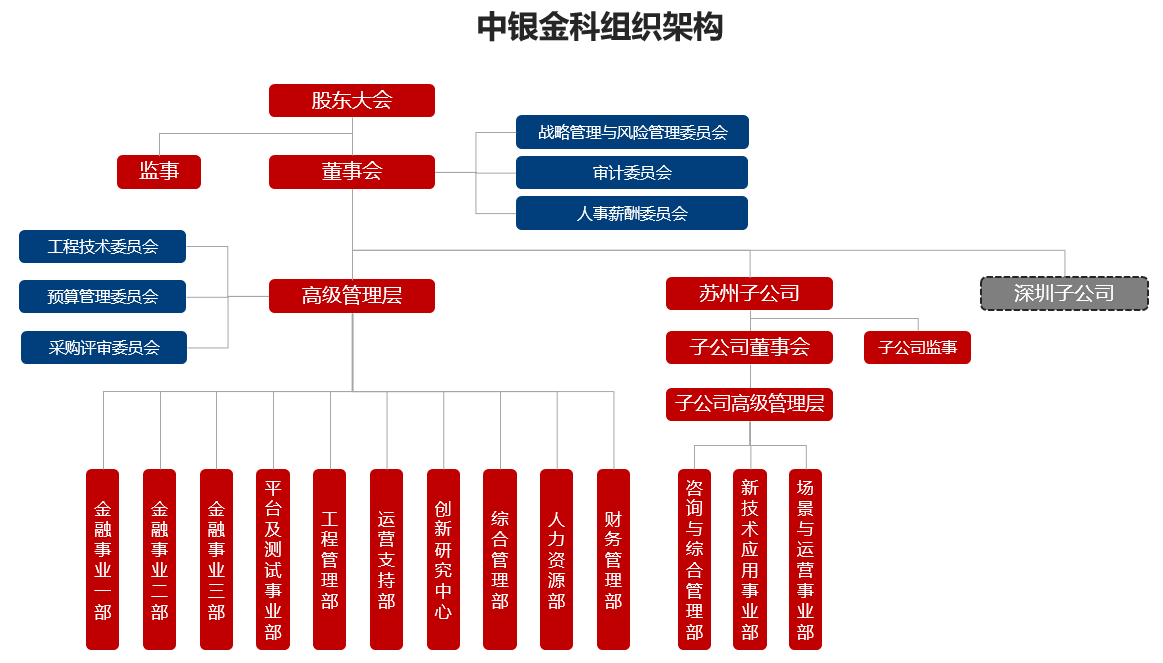 中银金科组织架构
股东大会
战略管理与风险管理委员会
监事
董事会
审计委员会
人事薪酬委员会
工程技术委员会
预算管理委员会
采购评审委员会
高级管理层
苏州子公司
深圳子公司
子公司董事会
子公司监事
子公司高级管理层
金融事业一部
金融事业二部
金融事业三部
平台及测试事业部
工程管理部
运营支持部
创新研究中心
综合管理部
人力资源部
财务管理部
咨询与综合管理部
新技术应用事业部
场景与运营事业部